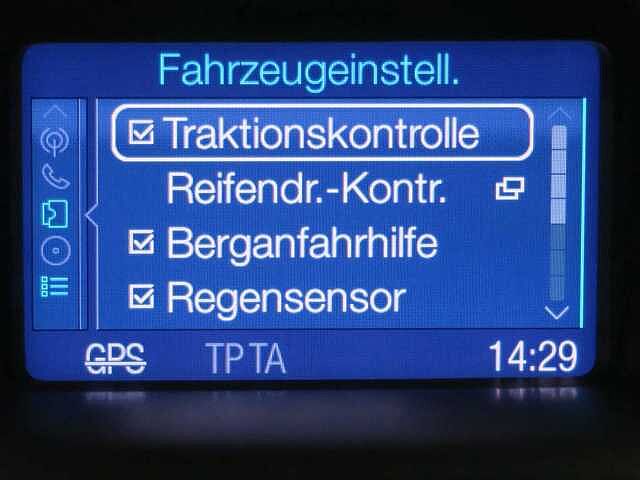 Fahrzeugeinstell.
Traktionskontrolle
Reifendr.-Kontr.
Berganfahrhilfe
Regensensor
GPS TP TA 14:29